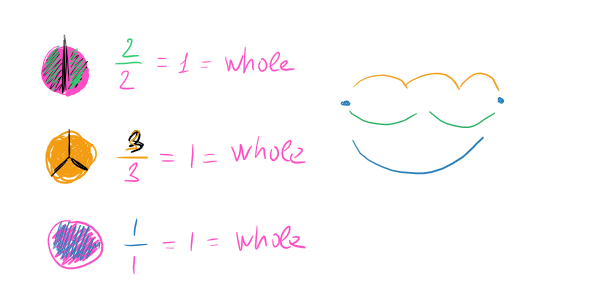 2/2 = 1 = whole
3/3 = 1 = whole
1/1 = 1 = whole